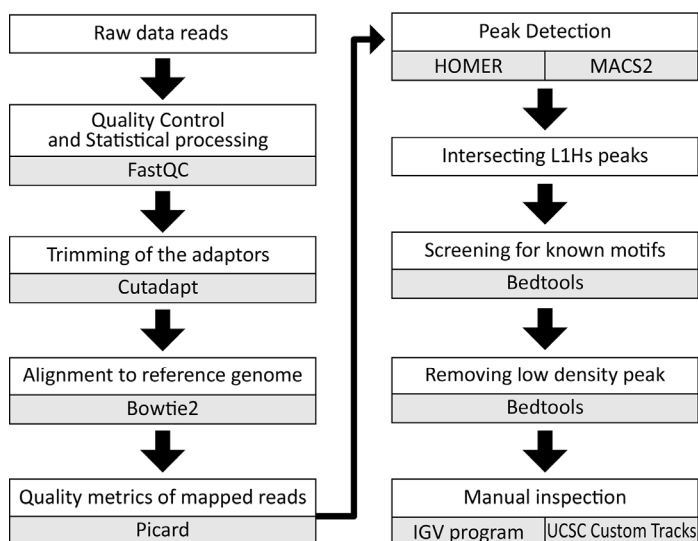 Raw data reads
Quality Control
and Statistical processing
FastQC
Trimming of the adaptors
Cutadapt
Alignment to reference genome
Bowtie2
Quality metrics of mapped reads
Picard
Peak Detection
HOMER MACS2
Intersecting L1Hs peaks
Screening for known motifs
Bedtools
Removing low density peak
Bedtools
Manual inspection
IGV program UCSC Custom Tracks